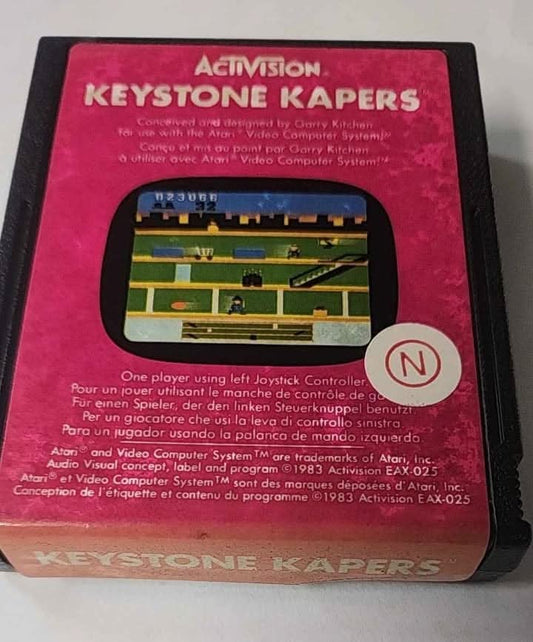 ACTIVISION
KEYSTONE KAPERS
Conceived and designed by Garry Kitchen
for use with the Atari® Video Computer System™
Conçu et mis au point par Garry Kitchen
à utiliser avec Atari® Video Computer System™
023066
32
One player using left Joystick Controller.
Pour un jouer utilisant le manche de contrôle de
N
Für einen Spieler, der den linken Steuerknuppel benutzt.
Per un giocatore che usi la leva di controllo sinistra.
Para un jugador usando la palanca de mando izquierda.
Atari® and Video Computer System™ are trademarks of Atari, Inc.
Audio Visual concept, label and program ©1983 Activision EAX-025
Atari® et Video Computer System™ sont des marques déposées d'Atari, Inc.
Conception de l'étiquette et contenu du programme ©1983 Activision EAX-025
KEYSTONE KAPERS